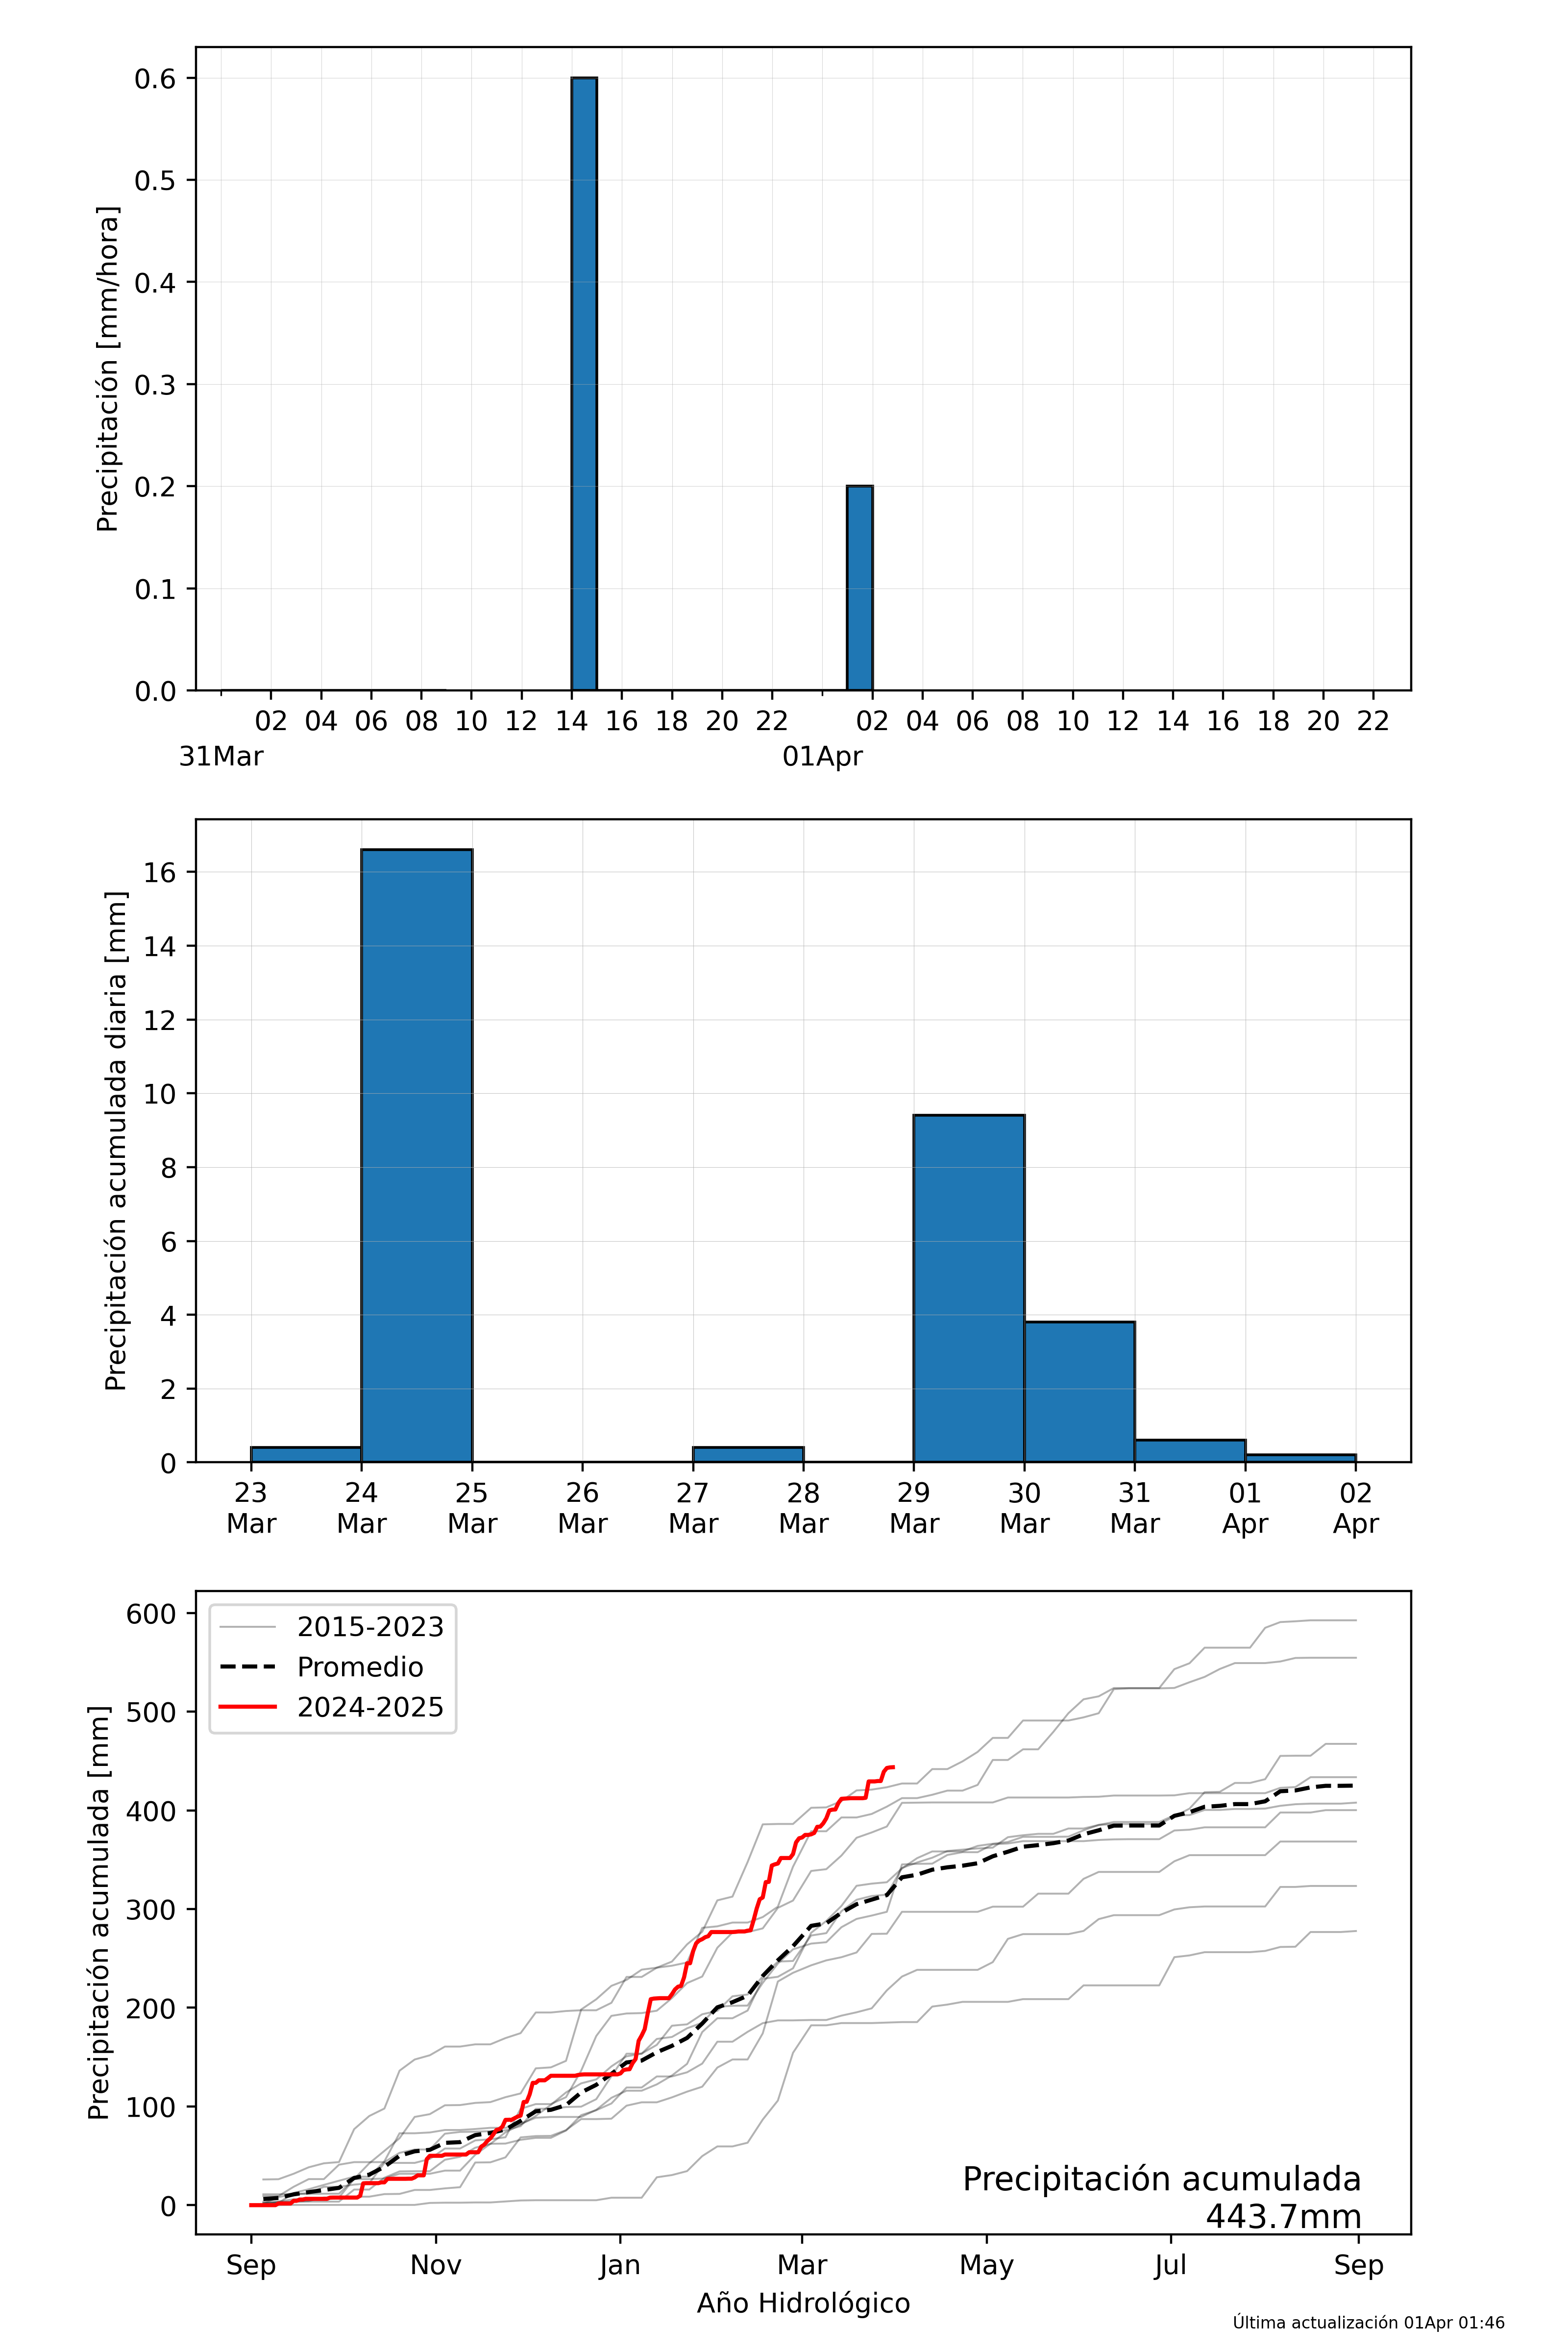 0.6
0.5
0.4
0.3
0.2
0.1
0.0
Precipitación [mm/hora]
02 04 06 08 10 12 14 16 18 20 22 02 04 06 08 10 12 14 16 18 20 22
31Mar 01Apr
16
14
12
10
8
6
4
2
0
Precipitación acumulada diaria [mm]
23 24 25 26 27 28 29 30 31 01 02
Mar Mar Mar Mar Mar Mar Mar Mar Mar Apr Apr
600
500
400
300
200
100
0
Precipitación acumulada [mm]
2015-2023
Promedio
2024-2025
Precipitación acumulada
443.7mm
Sep Nov Jan Mar May Jul Sep
Año Hidrológico
Última actualización 01Apr 01:46